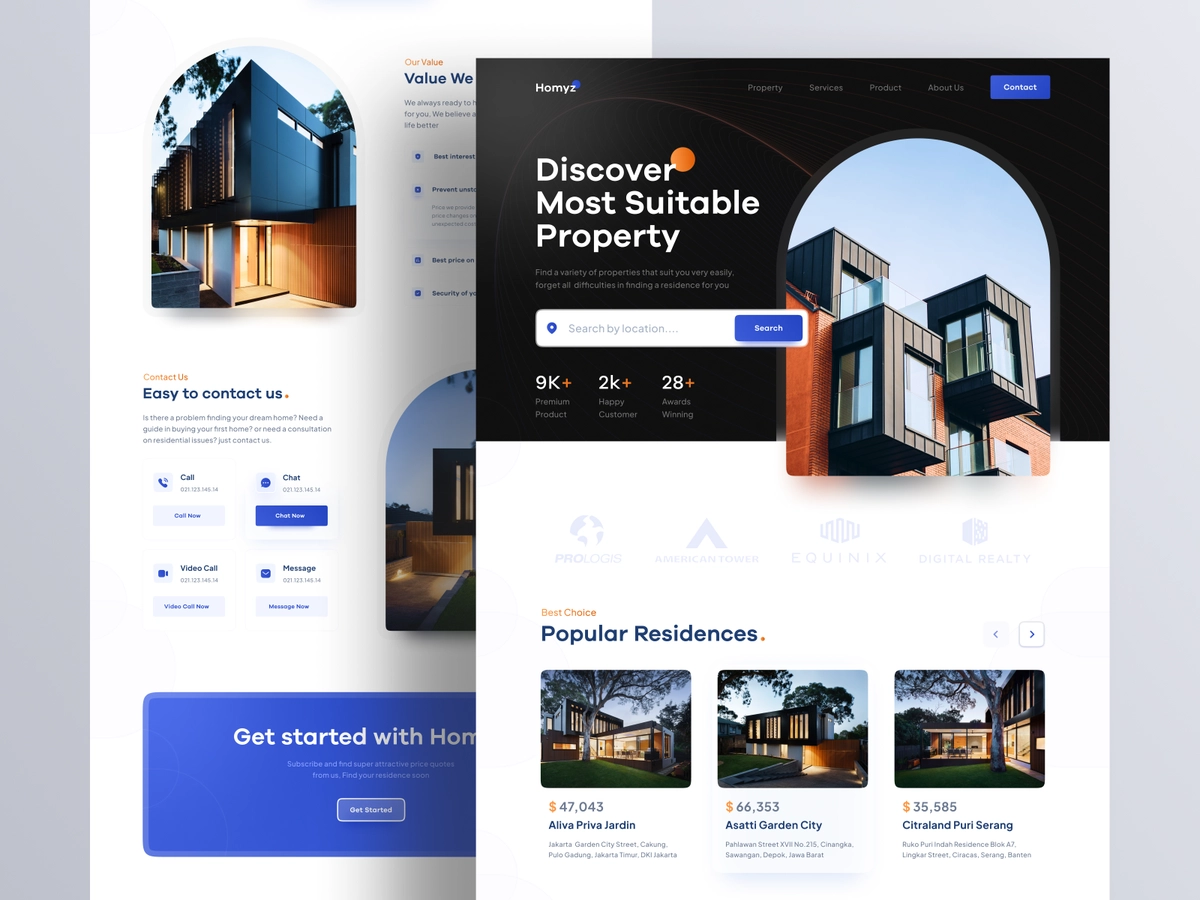 Our Value
Value We
We always ready to h
for you. We believe a
life better
Best interest
Prevent unsta
Price we provide
price changes or
unexpected cost
Best price on
Security of yo
Contact Us
Easy to contact us.
Is there a problem finding your dream home? Need a
guide in buying your first home? or need a consultation
on residential issues? just contact us.
Call
021.123.145.14
Call Now
Chat
021.123.145.14
Chat Now
Video Call
021.123.145.14
Video Call Now
Message
021.123.145.14
Message Now
Get started with Hom
Subscribe and find super attractive price quotes
from us, Find your residence soon
Get Started
Homyz
Property
Services
Product
About Us
Contact
Discover
Most Suitable
Property
Find a variety of properties that suit you very easily,
forget all difficulties in finding a residence for you
Search by location....
Search
9K+
Premium
Product
2k+
Happy
Customer
28+
Awards
Winning
PROLOGIS
AMERICAN TOWER
EQUINIX
DIGITAL REALTY
Best Choice
Popular Residences.
$ 47,043
Aliva Priva Jardin
Jakarta Garden City Street, Cakung,
Pulo Gadung, Jakarta Timur, DKI Jakarta
$ 66,353
Asatti Garden City
Pahlawan Street XVII No.215, Cinangka,
Sawangan, Depok, Jawa Barat
$ 35,585
Citraland Puri Serang
Ruko Puri Indah Residence Blok A7,
Lingkar Street, Ciracas, Serang, Banten